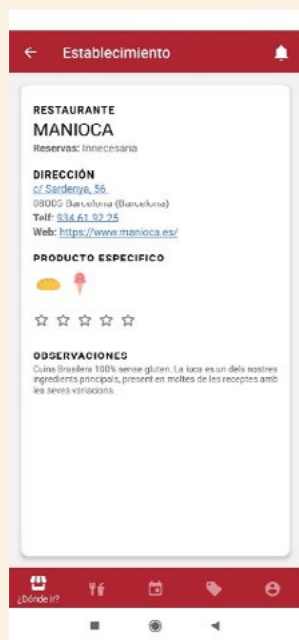 Establecimiento
RESTAURANTE
MANIOCA
Reservas: Innecesaria
DIRECCIÓN
c/ Sardenya, 56
08005 Barcelona (Barcelona)
Telf: 934 61 92 25
Web: https://www.manioca.es/
PRODUCTO ESPECIFICO
OBSERVACIONES
Cuina Brasilera 100% sense gluten. La iuca es un dels nostres
ingredients principals, present en moltes de les receptes amb
les seves variacions.
¿Dónde ir?